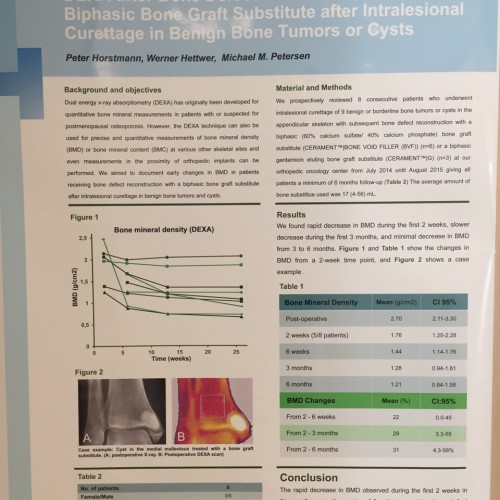 Biphasic Bone Graft Substitute after Intralesional
Curettage in Benign Bone Tumors or Cysts
Peter Horstmann, Werner Hettwer, Michael M. Petersen
Background and objectives
Dual energy x-ray absorptiometry (DEXA) has originally been developed for
quantitative bone mineral measurements in patients with or suspected for
postmenopausal osteoporosis. However, the DEXA technique can also be
used for precise and quantitative measurements of bone mineral density
(BMD) or bone mineral content (BMC) at various other skeletal sites and
even measurements in the proximity of orthopedic implants can be
performed. We aimed to document early changes in BMD in patients
receiving bone defect reconstruction with a biphasic bone graft substitute
after intralesional curettage for benign bone tumors and cysts.
Figure 1
Bone mineral density (DEXA)
BMD (g/cm2)
2,5
2
1,5
1
0,5
0
0 5 10 15 20 25
Time (weeks)
Figure 2
A
B
Case example: Cyst in the medial malleolous treated with a bone graft
substitute. (A: postoperative X-ray. B: Postoperative DEXA scan)
Table 2
No. of patients 8
Female/Male
Material and Methods
We prospectively reviewed 8 consecutive patients who underwent
intralesional curettage of 9 benign or borderline bone tumors or cysts in the
appendicular skeleton with subsequent bone defect reconstruction with a
biphasic (60% calcium sulfate/ 40% calcium phosphate) bone graft
substitute (CERAMENT™|BONE VOID FILLER (BVF)) (n=6) or a biphasic
gentamicin eluting bone graft substitute (CERAMENT™|G) (n=3) at our
orthopedic oncology center from July 2014 until August 2015 giving all
patients a minimum of 6 months follow-up (Table 2) The average amount of
bone substitue used was 17 (4-56) mL.
Results
We found rapid decrease in BMD during the first 2 weeks, slower
decrease during the first 3 months, and minimal decrease in BMD
from 3 to 6 months. Figure 1 and Table 1 show the changes in
BMD from a 2-week time point, and Figure 2 shows a case
example.
Table 1
Bone Mineral Density Mean (g/cm2) CI 95%
Post-operative 2.70 2.11-3.30
2 weeks (5/8 patients) 1.76 1.25-2.28
6 weeks 1.44 1.14-1.76
3 months 1.28 0.94-1.61
6 months 1.21 0.84-1.58
BMD Changes Mean (%) CI:95%
From 2 - 6 weeks 22 0.0-45
From 2 - 3 months 29 3.3-55
From 2 - 6 months 31 4.3-58%
Conclusion
The rapid decrease in BMD observed during the first 2 weeks in